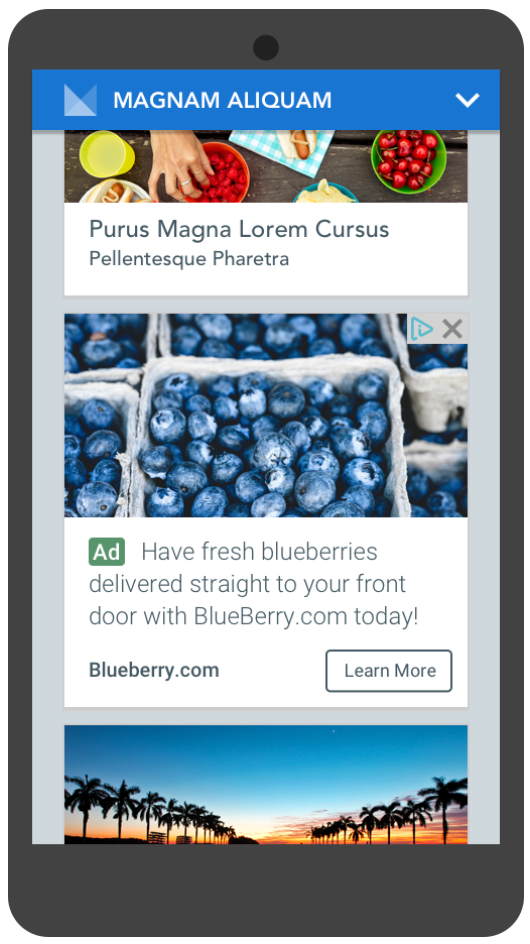 MAGNAM ALIQUAM
Purus Magna Lorem Cursus
Pellentesque Pharetra
Ad Have fresh blueberries
delivered straight to your front
door with BlueBerry.com today!
Blueberry.com
Learn More